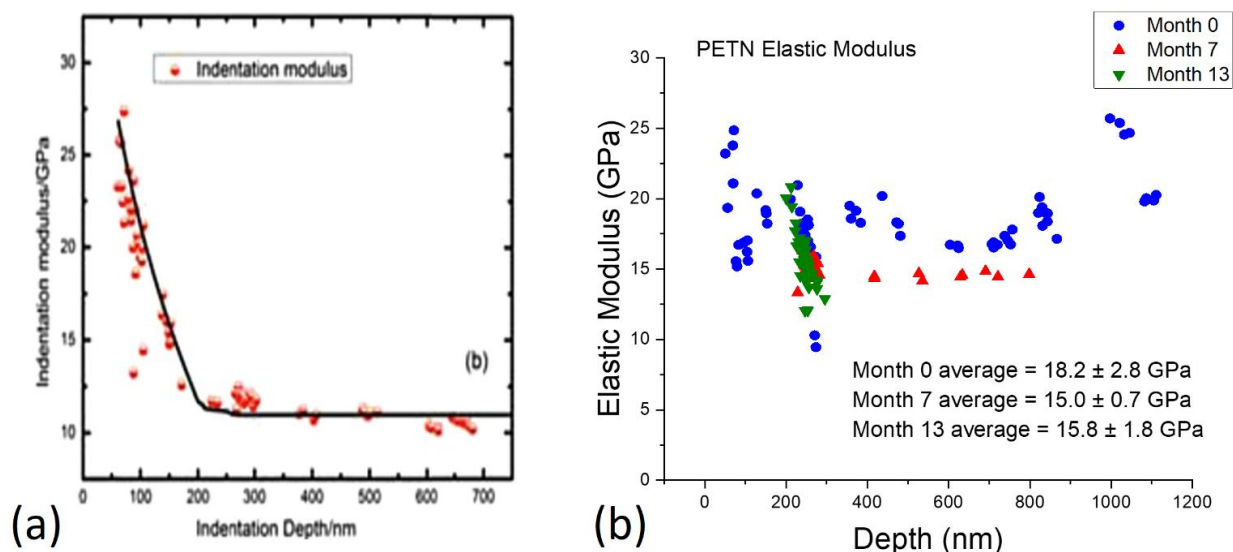 30
25
20
15
10
Indentation modulus/GPa
Indentation modulus
(b)
0 100 200 300 400 500 600 700
Indentation Depth/nm
(a)
Month 0
Month 7
Month 13
PETN Elastic Modulus
30
25
20
15
10
5
0
Elastic Modulus (GPa)
Month 0 average = 18.2 ± 2.8 GPa
Month 7 average = 15.0 ± 0.7 GPa
Month 13 average = 15.8 ± 1.8 GPa
0 200 400 600 800 1000 1200
Depth (nm)
(b)